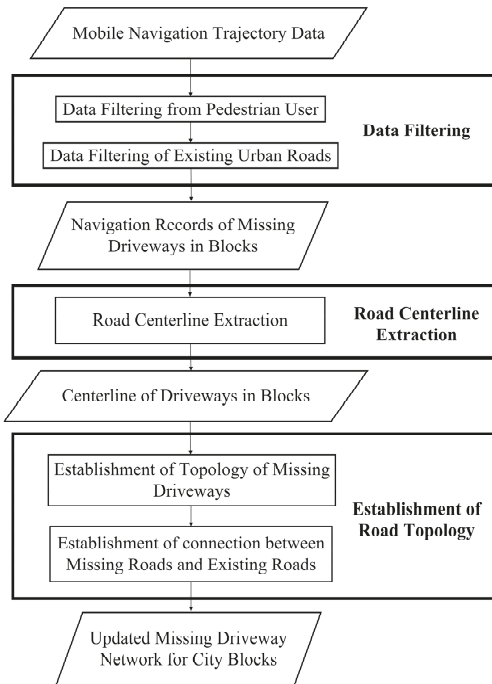 Mobile Navigation Trajectory Data
Data Filtering from Pedestrian User
Data Filtering
Data Filtering of Existing Urban Roads
Navigation Records of Missing
Driveways in Blocks
Road Centerline Extraction
Road Centerline
Extraction
Centerline of Driveways in Blocks
Establishment of Topology of Missing
Driveways
Establishment of
Road Topology
Establishment of connection between
Missing Roads and Existing Roads
Updated Missing Driveway
Network for City Blocks